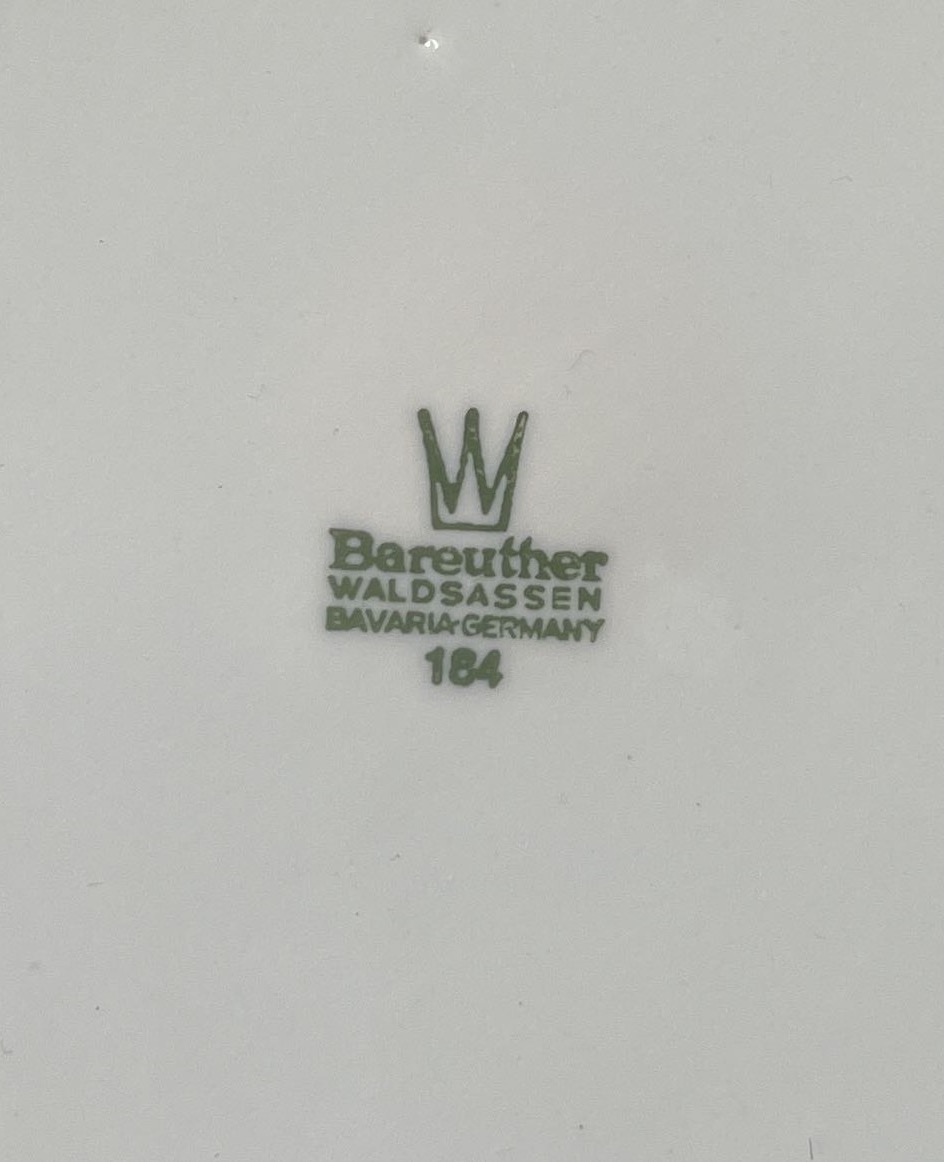 Bareuther
WALDSASSEN
BAVARIA-GERMANY
184